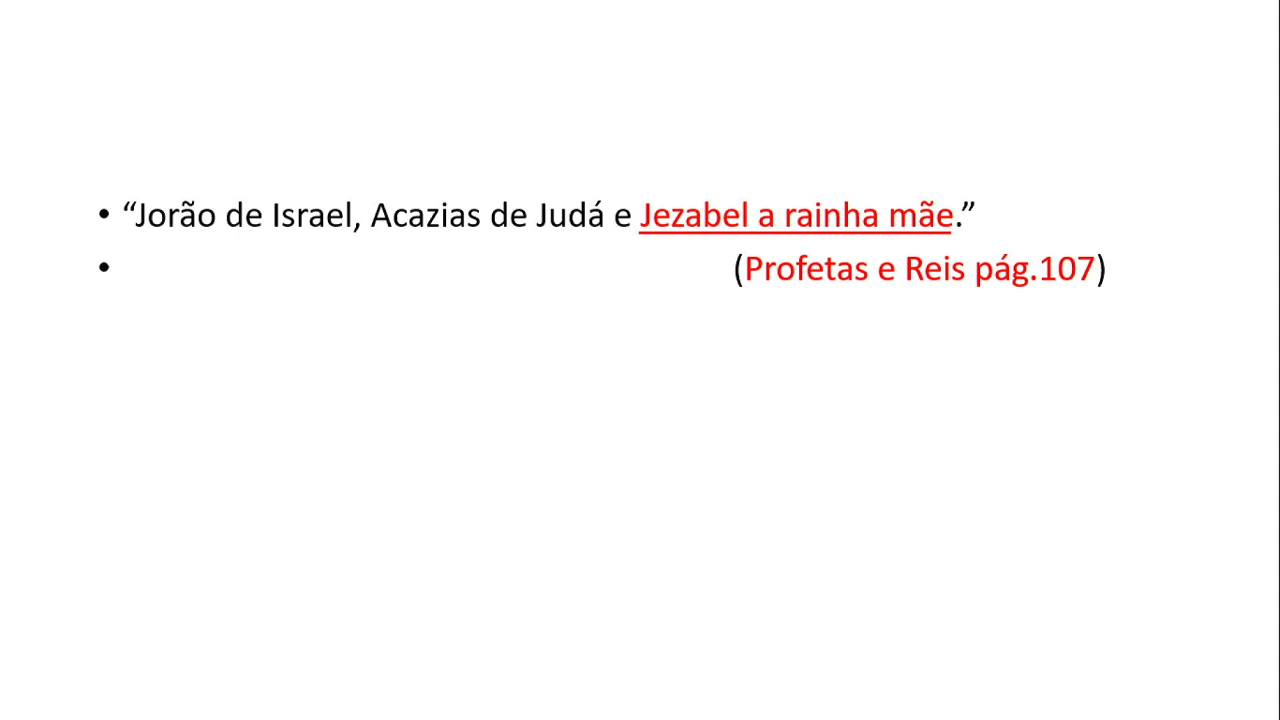 • “Jorão de Israel, Acazias de Judá e Jezabel a rainha mãe.”
• (Profetas e Reis pág.107)